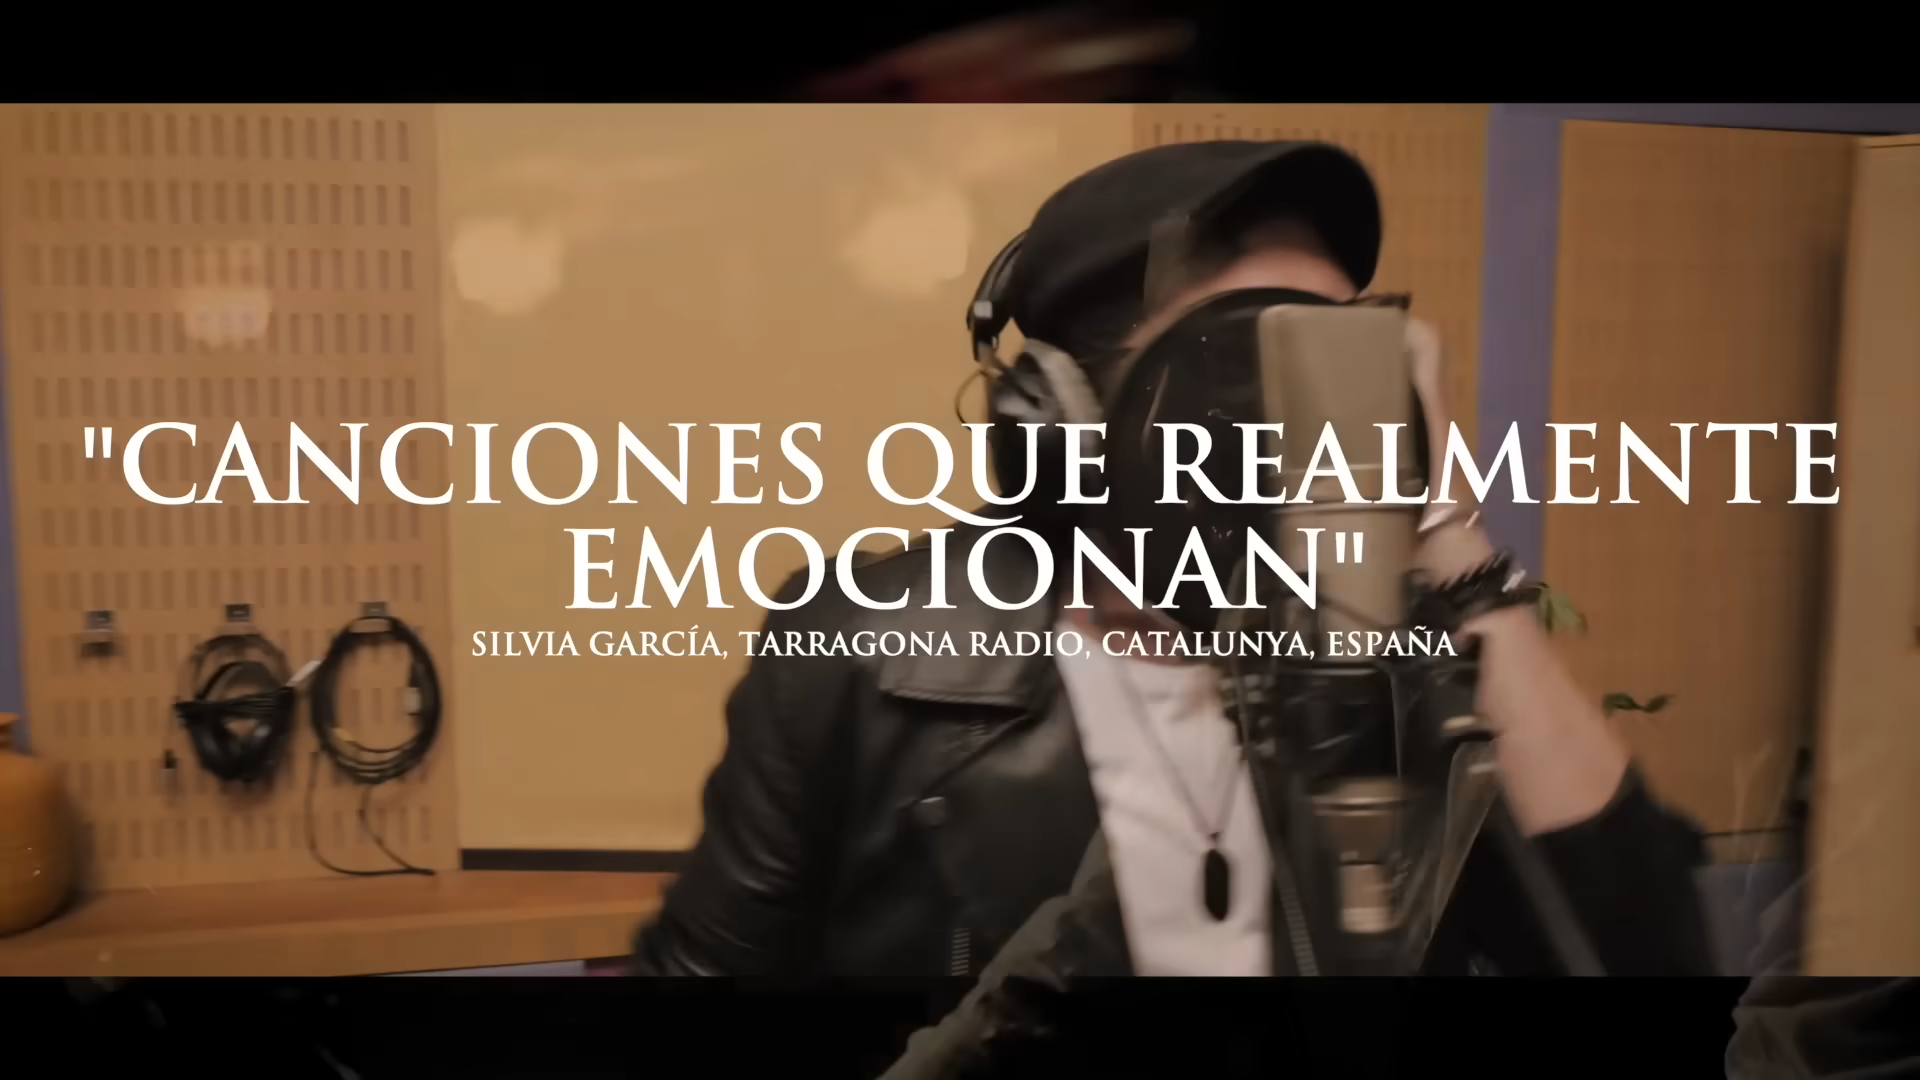 "CANCIONES QUE REALMENTE
EMOCIONAN"
SILVIA GARCÍA, TARRAGONA RADIO, CATALUNYA, ESPAÑA